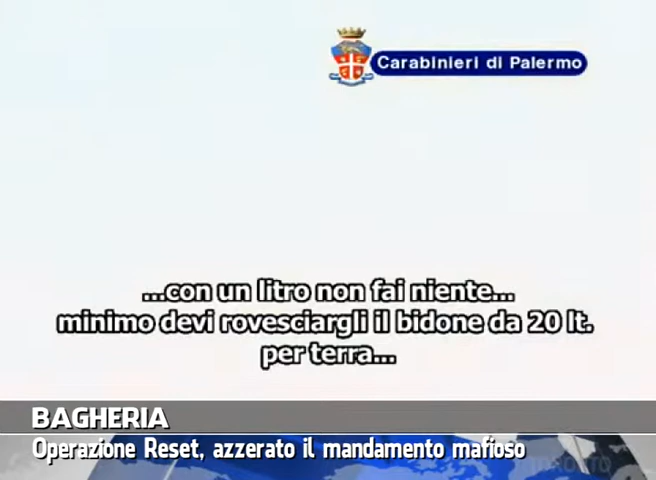 Carabinieri di Palermo
...con un litro non fai niente...
minimo devi rovesciargli il bidone da 20 lt.
per terra...
BAGHERIA
Operazione Reset, azzerato il mandamento mafioso